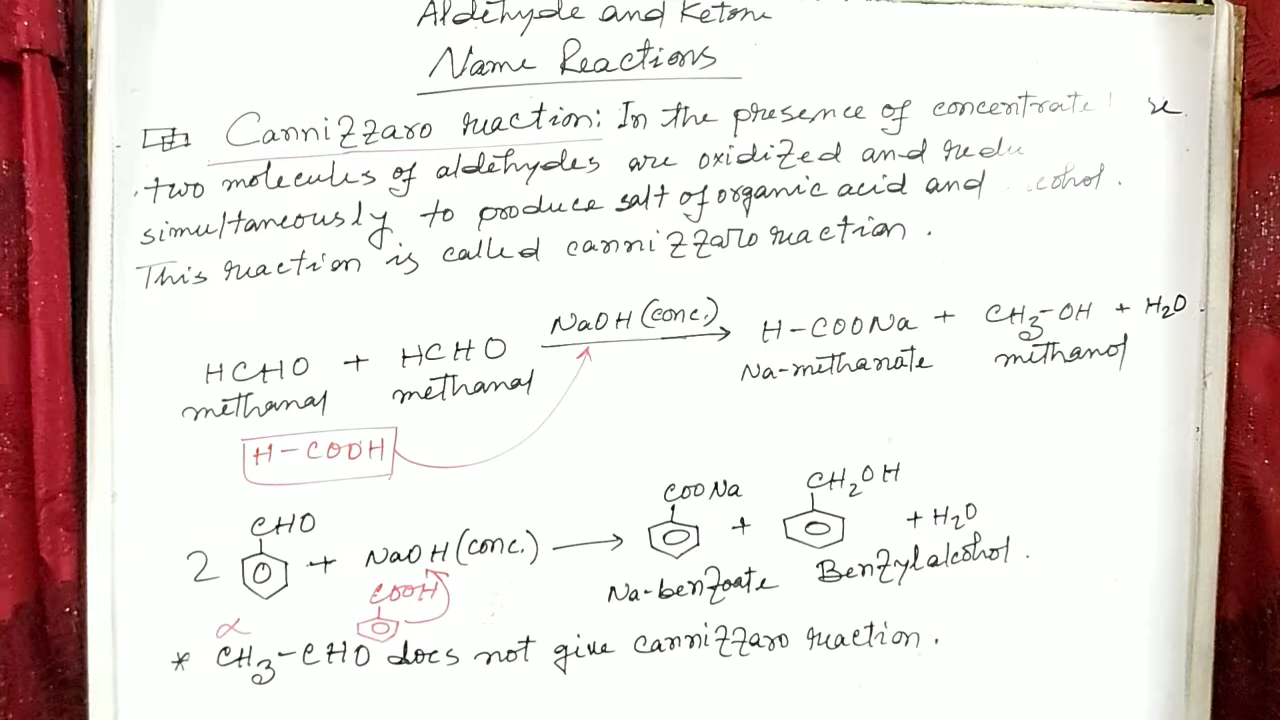 Aldehyde and Ketone
Name Reactions
Cannizzaro reaction: In the presence of concentrate
two molecules of aldehydes are oxidized and redu
simultaneously to produce salt of organic acid and cohol.
This reaction is called cannizzaro reaction.
HCHO + HCHO NaOH (conc.) → H-COONa + CH3-OH + H2O
methanal methanal Na-methanate methanol
H-COOH
CHO COONa CH2OH
2 + NaOH (conc.) → + + H2O
COOH Na-benzoate Benzylalcohol.
α
* CH3-CHO does not give cannizzaro reaction.